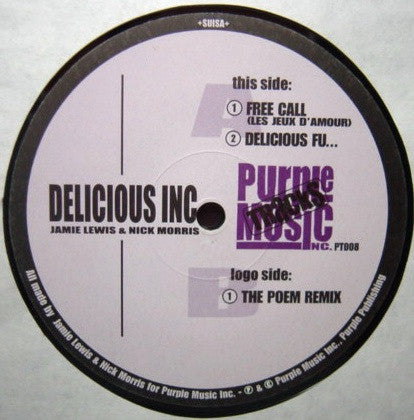 +SUISA+
A
this side:
1 FREE CALL
(LES JEUX D'AMOUR)
2 DELICIOUS FU...
DELICIOUS INC
JAMIE LEWIS & NICK MORRIS
Purple
TRACKS
Music
INC. PT008
B
logo side:
1 THE POEM REMIX
All made by Jamie Lewis & Nick Morris for Purple Music Inc. - ℗ & © Purple Music Inc., Purple Publishing